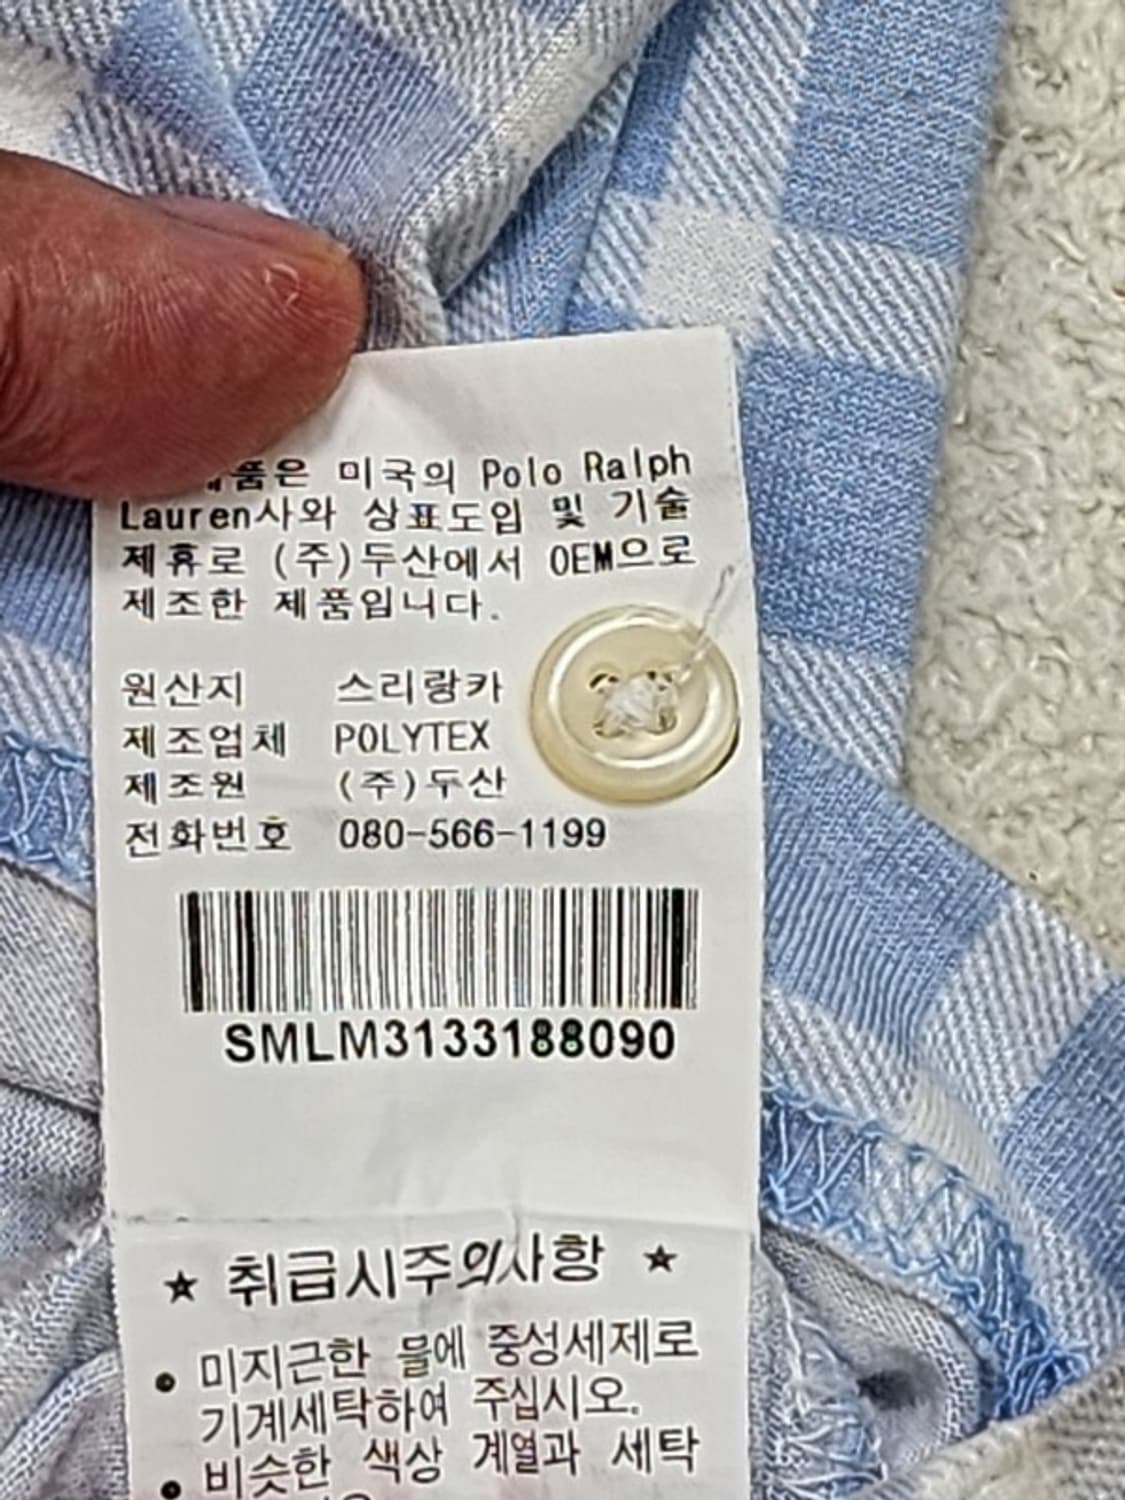 품은 미국의 Polo Ralph
Lauren사와 상표도입 및 기술
제휴로 (주)두산에서 OEM으로
제조한 제품입니다.
원산지 스리랑카
제조업체 POLYTEX
제조원 (주)두산
전화번호 080-566-1199
SMLM3133188090
★ 취급시주의사항 ★
• 미지근한 물에 중성세제로
기계세탁하여 주십시오.
• 비슷한 색상 계열과 세탁